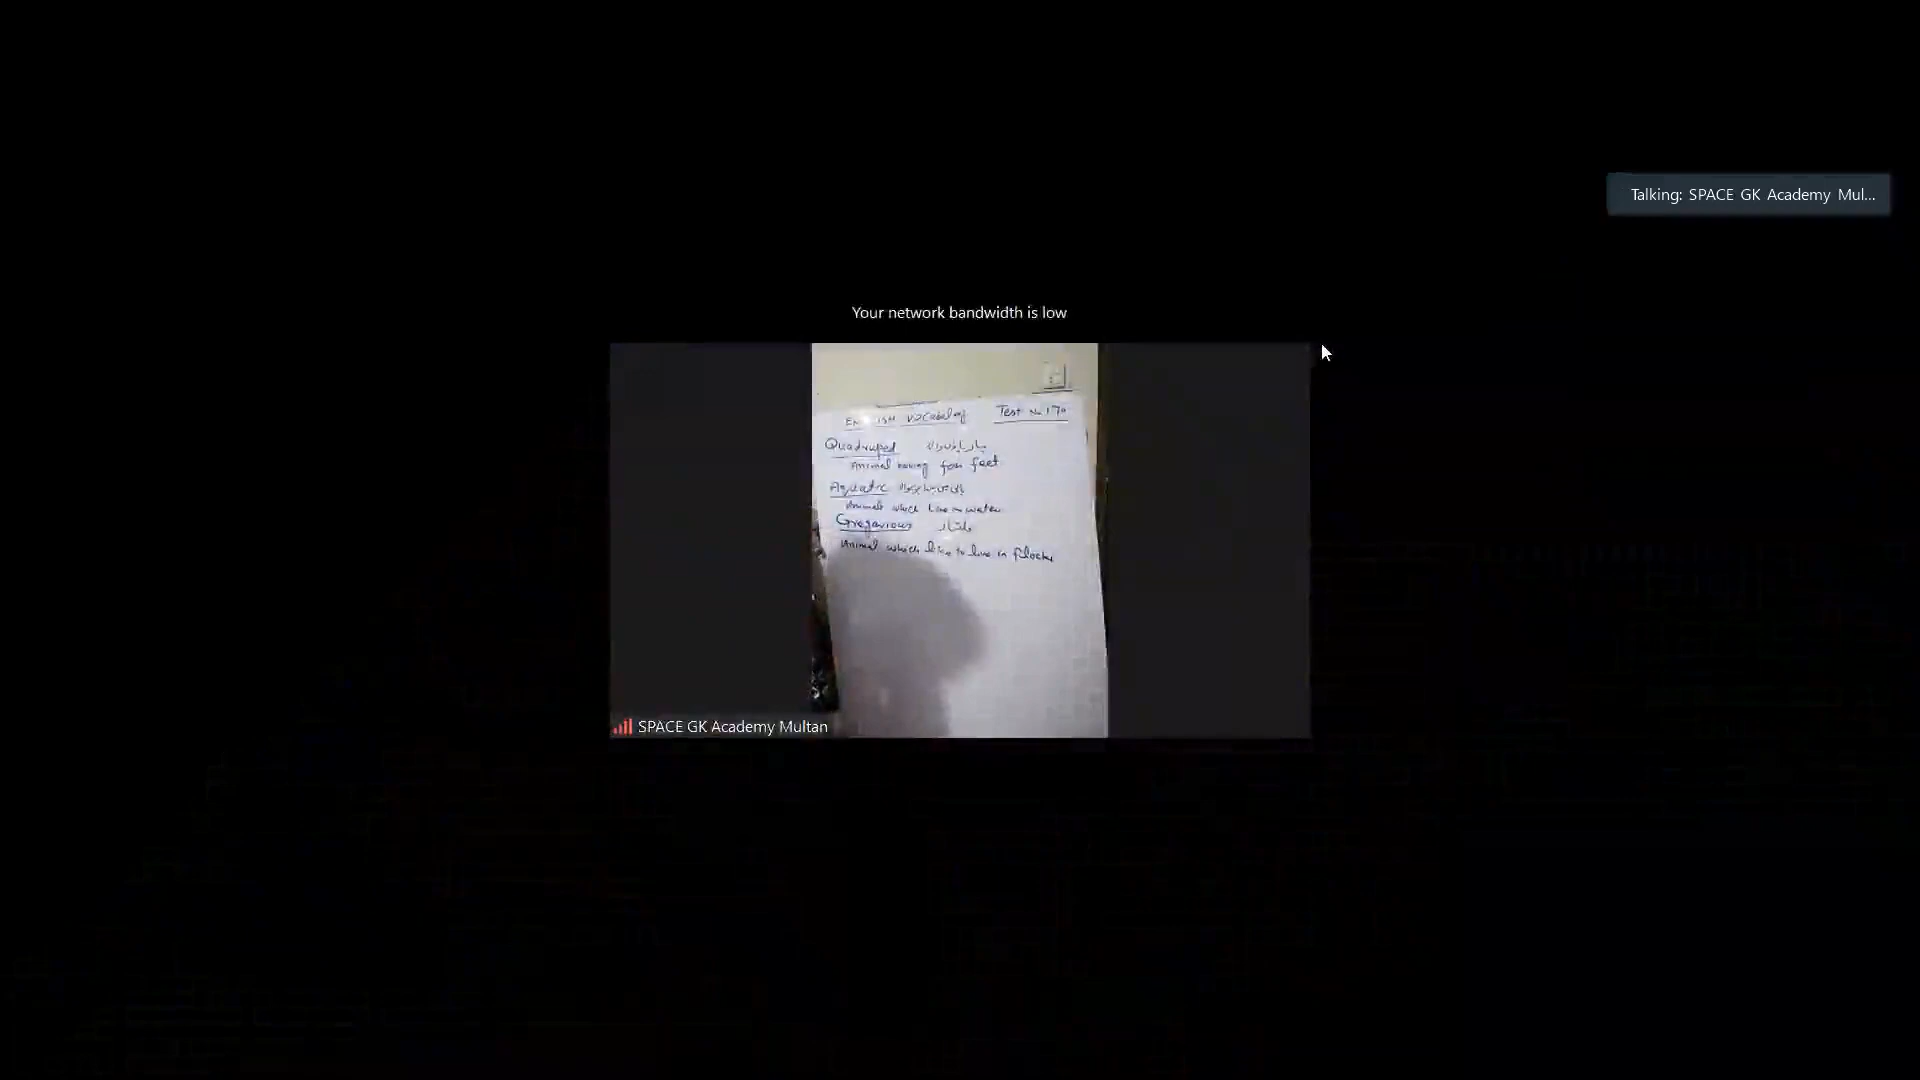 Talking: SPACE GK Academy Mul...
Your network bandwidth is low
Vocabulary Test No 170
Quadruped
Animal having four feet
Aquatic
Animals which live in water
Gregarious ملنسار
Animal which like to live in flocks
SPACE GK Academy Multan